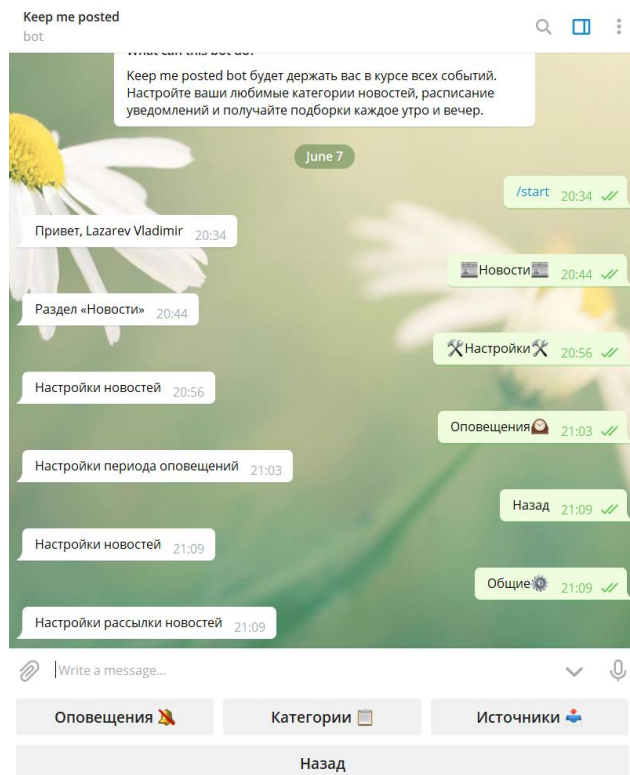 Keep me posted
bot
What can this bot do?
Keep me posted bot будет держать вас в курсе всех событий.
Настройте ваши любимые категории новостей, расписание
уведомлений и получайте подборки каждое утро и вечер.
June 7
/start 20:34
Привет, Lazarev Vladimir 20:34
Новости 20:44
Раздел «Новости» 20:44
Настройки 20:56
Настройки новостей 20:56
Оповещения 21:03
Настройки периода оповещений 21:03
Назад 21:09
Настройки новостей 21:09
Общие 21:09
Настройки рассылки новостей 21:09
Write a message...
Оповещения Категории Источники
Назад